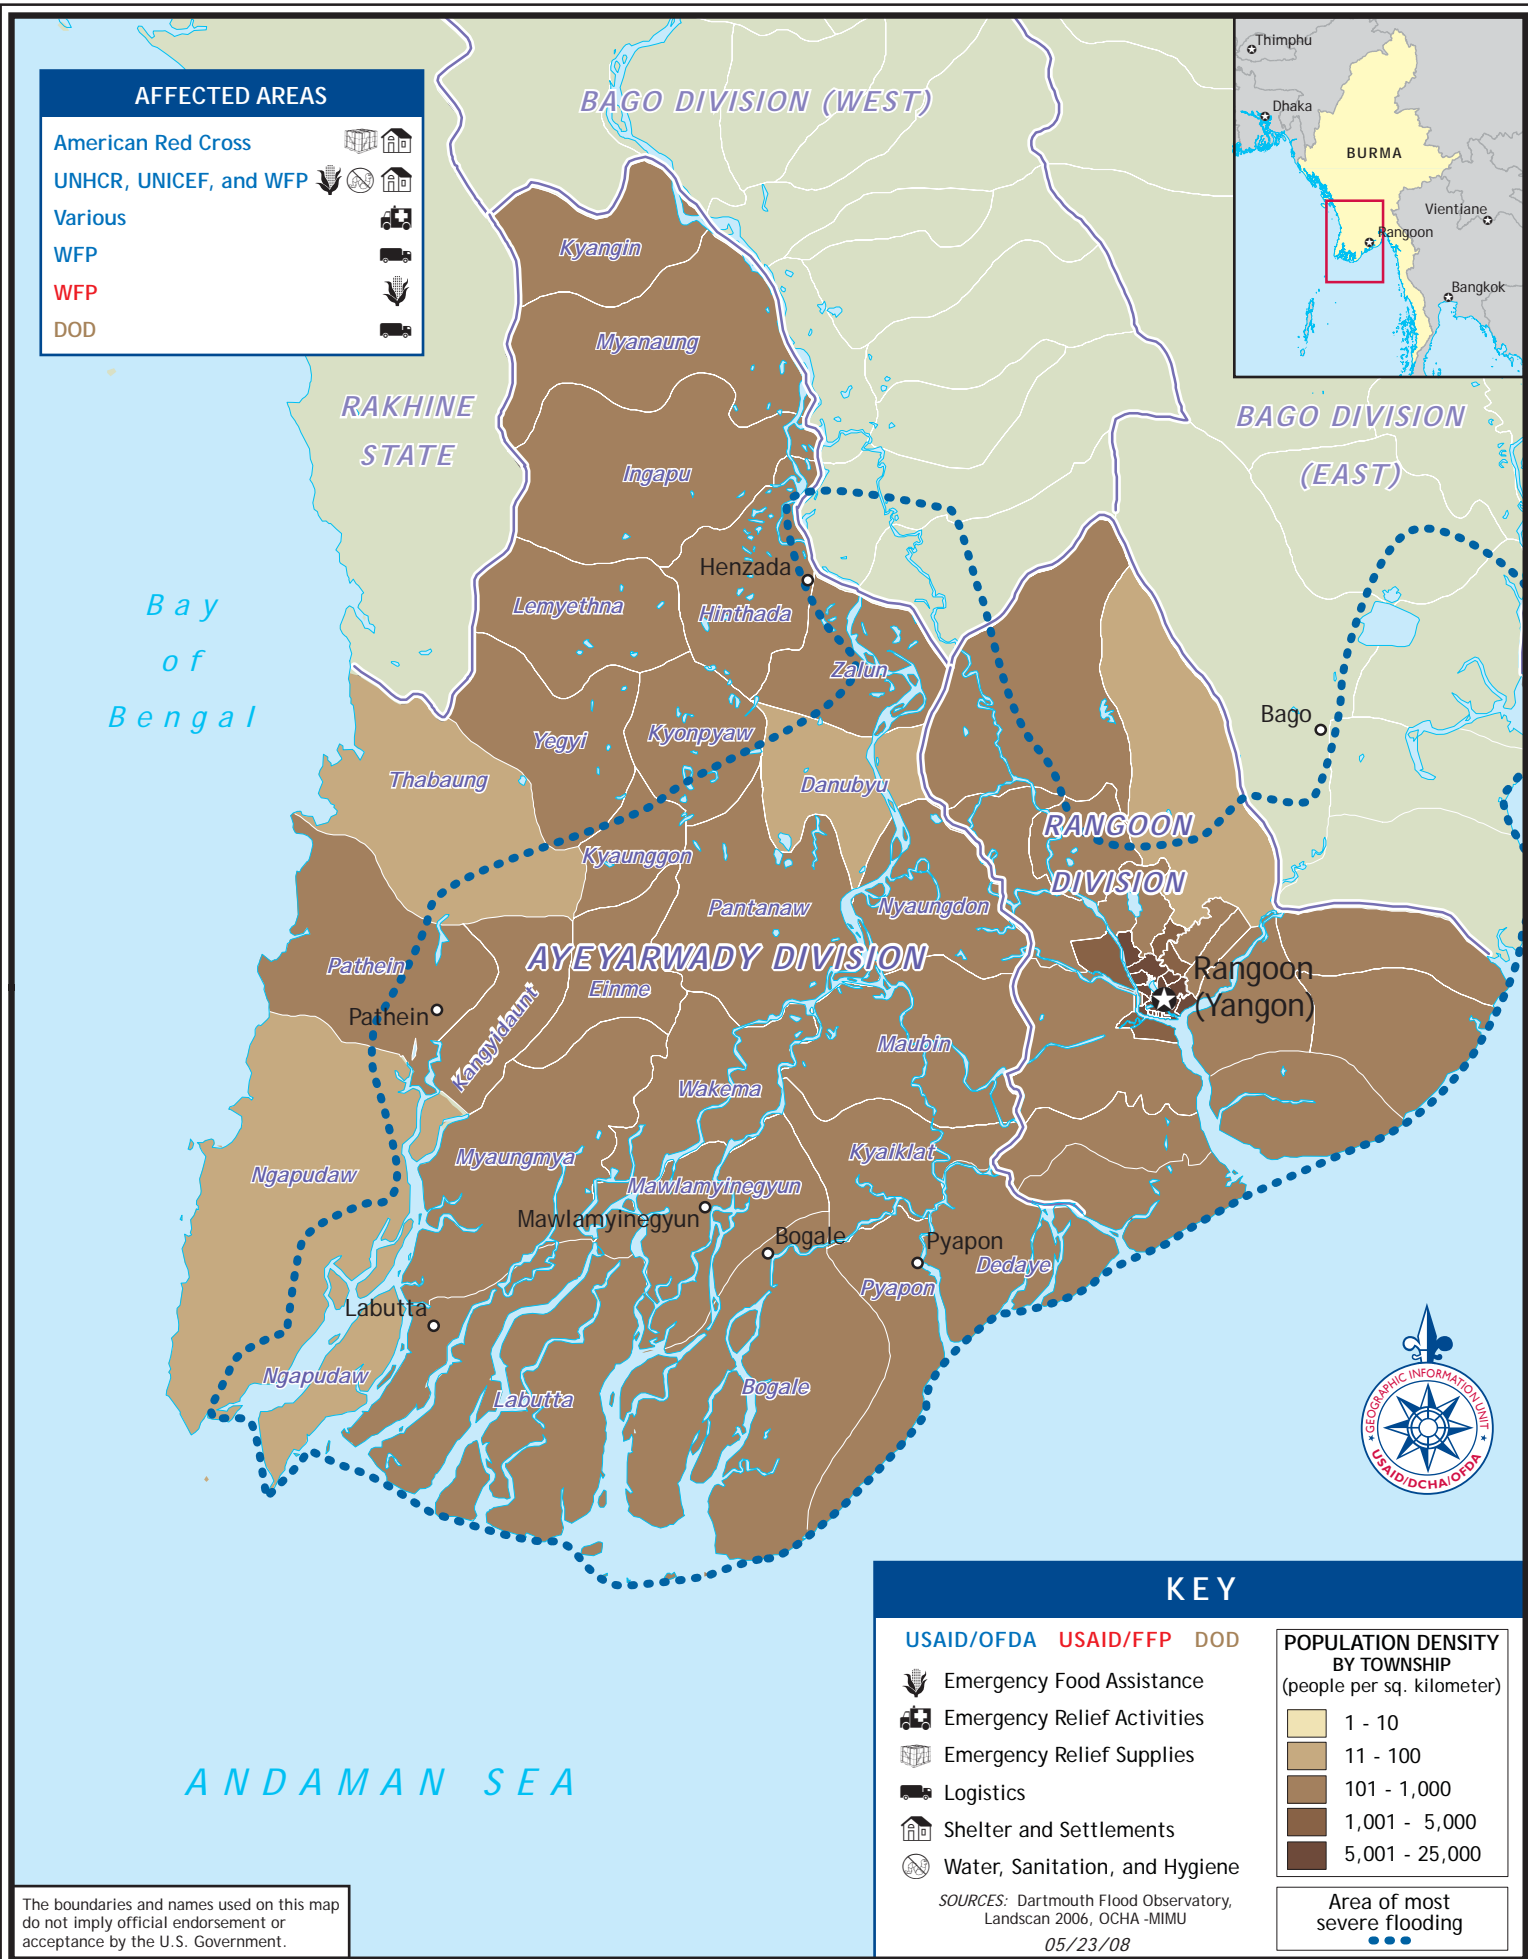 AFFECTED AREAS
American Red Cross
UNHCR, UNICEF, and WFP
Various
WFP
WFP
DOD
BAGO DIVISION (WEST)
Thimphu
Dhaka
BURMA
Vientiane
Rangoon
Bangkok
Kyangin
Myanaung
RAKHINE
STATE
BAGO DIVISION
(EAST)
Ingapu
Henzada
Lemyethna
Hinthada
Bay
of
Bengal
Zalun
Bago
Yegyi
Kyonpyaw
Thabaung
Danubyu
RANGOON
DIVISION
Kyaunggon
Pantanaw
Nyaungdon
AYEYARWADY DIVISION
Pathein
Einme
Rangoon
(Yangon)
Pathein
Kangyidaunt
Maubin
Wakema
Myaungmya
Kyaiklat
Ngapudaw
Mawlamyinegyun
Mawlamyinegyun
Bogale
Pyapon
Dedaye
Pyapon
Labutta
Ngapudaw
Labutta
Bogale
GEOGRAPHIC INFORMATION UNIT
USAID/DCHA/OFDA
ANDAMAN SEA
KEY
USAID/OFDA USAID/FFP DOD
Emergency Food Assistance
Emergency Relief Activities
Emergency Relief Supplies
Logistics
Shelter and Settlements
Water, Sanitation, and Hygiene
SOURCES: Dartmouth Flood Observatory,
Landscan 2006, OCHA -MIMU
05/23/08
POPULATION DENSITY
BY TOWNSHIP
(people per sq. kilometer)
1 - 10
11 - 100
101 - 1,000
1,001 - 5,000
5,001 - 25,000
Area of most
severe flooding
The boundaries and names used on this map
do not imply official endorsement or
acceptance by the U.S. Government.